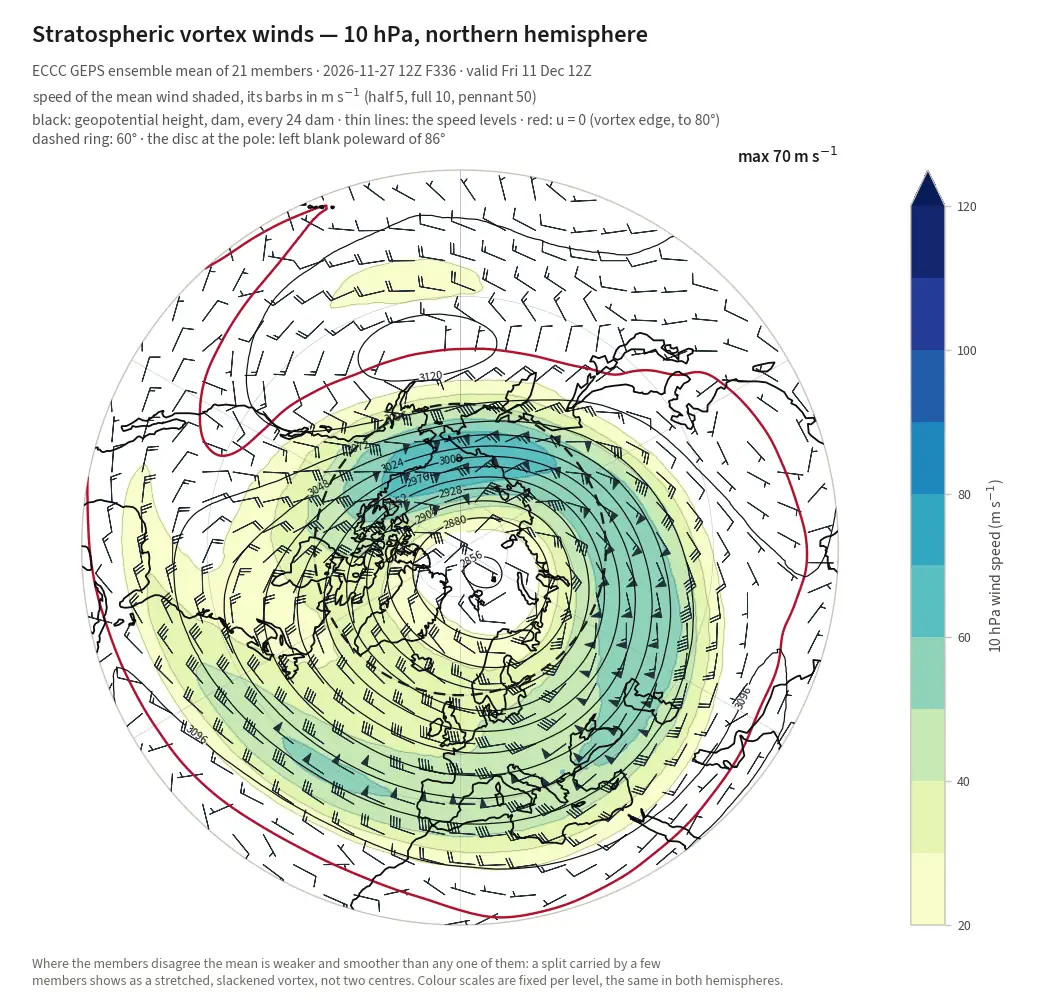 Stratospheric vortex winds — 10 hPa, northern hemisphere
ECCC GEPS ensemble mean of 21 members · 2026-11-27 12Z F336 · valid Fri 11 Dec 12Z
speed of the mean wind shaded, its barbs in m s⁻¹ (half 5, full 10, pennant 50)
black: geopotential height, dam, every 24 dam · thin lines: the speed levels · red: u = 0 (vortex edge, to 80°)
dashed ring: 60° · the disc at the pole: left blank poleward of 86°
max 70 m s⁻¹
120
100
80
60
40
20
10 hPa wind speed (m s⁻¹)
3120
3024
3000
2976
3048
2928
2880
2856
3096
3096
Where the members disagree the mean is weaker and smoother than any one of them: a split carried by a few
members shows as a stretched, slackened vortex, not two centres. Colour scales are fixed per level, the same in both hemispheres.